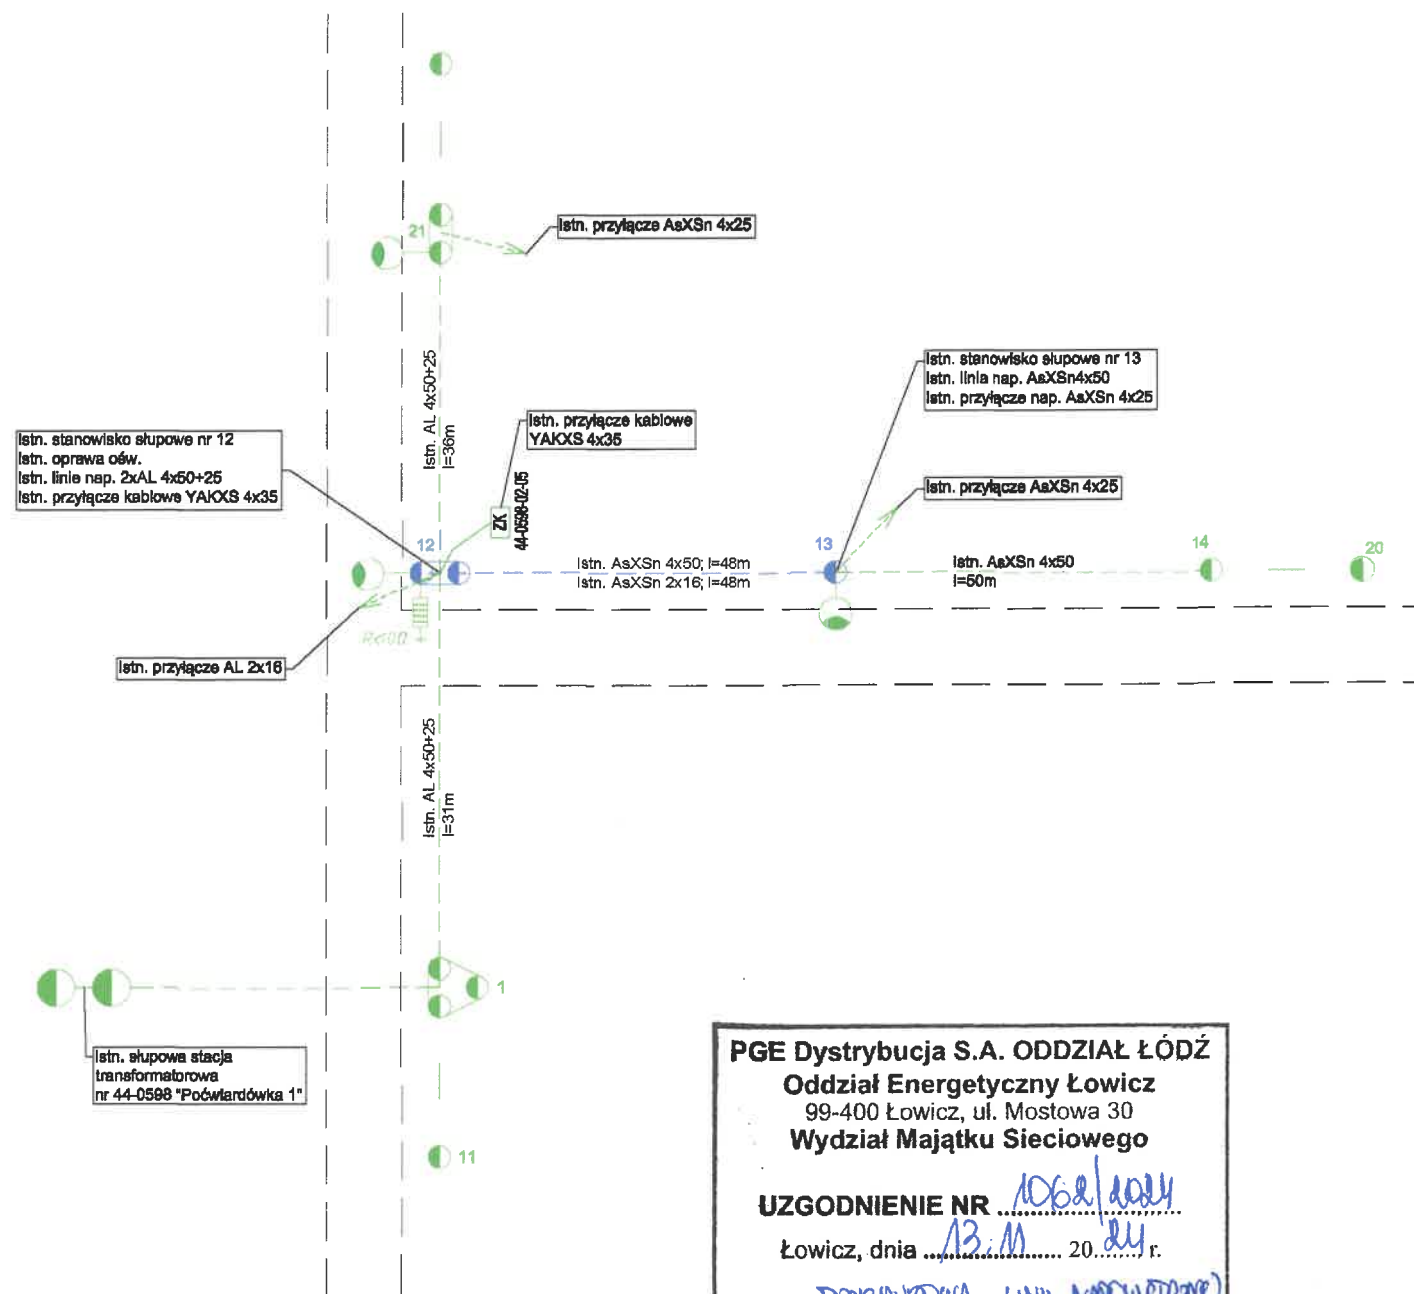 21
Istn. przyłącze AsXSn 4x25
Istn. AL 4x50+25
l=36m
Istn. stanowisko słupowe nr 13
Istn. linia nap. AsXSn4x50
Istn. przyłącze nap. AsXSn 4x25
Istn. przyłącze kablowe
YAKXS 4x35
Istn. stanowisko słupowe nr 12
Istn. oprawa ośw.
Istn. linie nap. 2xAL 4x50+25
Istn. przyłącze kablowe YAKXS 4x35
Istn. przyłącze AsXSn 4x25
ZK
44-0598-02-05
12
13
14
20
Istn. AsXSn 4x50; l=48m
Istn. AsXSn 2x16; l=48m
Istn. AsXSn 4x50
l=50m
Istn. przyłącze AL 2x16
Istn. AL 4x50+25
l=31m
1
Istn. słupowa stacja
transformatorowa
nr 44-0598 "Poćwiardówka 1"
11
PGE Dystrybucja S.A. ODDZIAŁ ŁÓDŹ
Oddział Energetyczny Łowicz
99-400 Łowicz, ul. Mostowa 30
Wydział Majątku Sieciowego
UZGODNIENIE NR 1062/2024
Łowicz, dnia 13.11 2024 r.